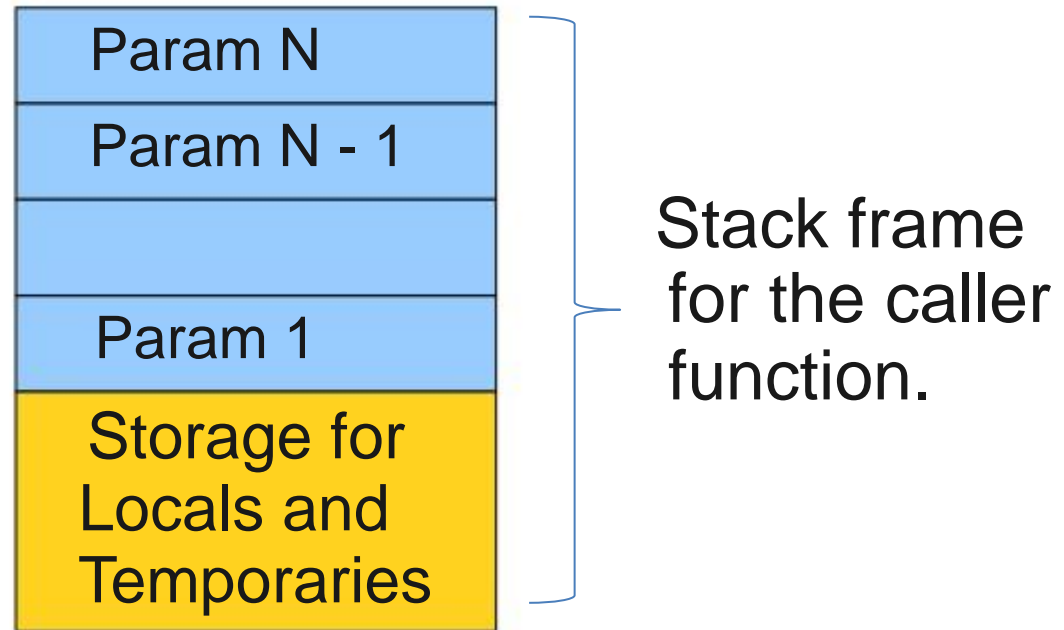 Param N
Param N - 1
Param 1
Storage for
Locals and
Temporaries
Stack frame
for the caller
function.